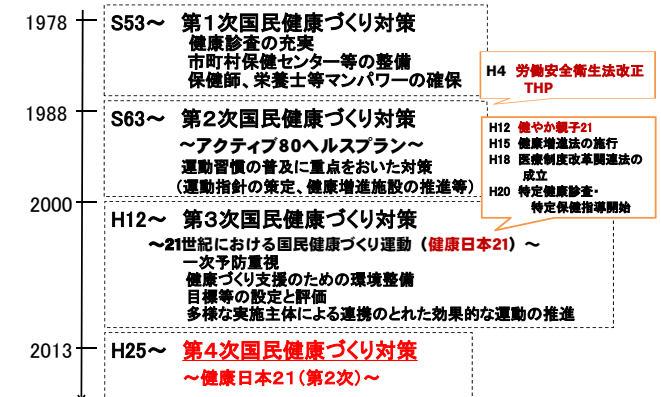 1978
S53～ 第1次国民健康づくり対策
健康診査の充実
市町村保健センター等の整備
保健師、栄養士等マンパワーの確保
H4 労働安全衛生法改正
THP
1988
S63～ 第2次国民健康づくり対策
～アクティブ80ヘルスプラン～
運動習慣の普及に重点をおいた対策
（運動指針の策定、健康増進施設の推進等）
H12 健やか親子21
H15 健康増進法の施行
H18 医療制度改革関連法の
成立
H20 特定健康診査・
特定保健指導開始
2000
H12～ 第3次国民健康づくり対策
～21世紀における国民健康づくり運動（健康日本21）～
一次予防重視
健康づくり支援のための環境整備
目標等の設定と評価
多様な実施主体による連携のとれた効果的な運動の推進
2013
H25～ 第4次国民健康づくり対策
～健康日本21（第2次）～